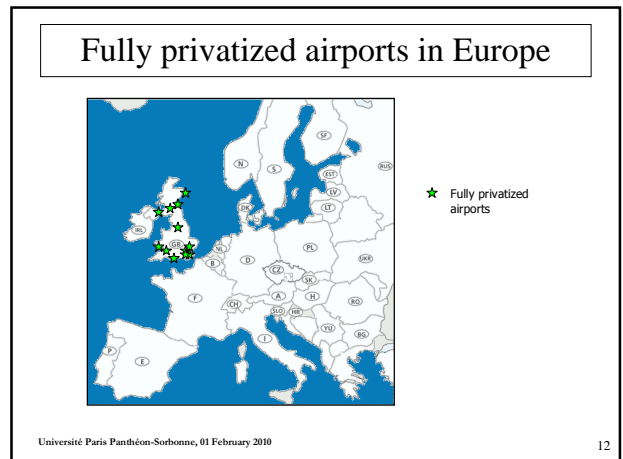 Fully privatized airports in Europe
SF
N
S
RUS
EST
LV
LT
DK
IRL
GB
NL
PL
B
D
UKR
CZ
SK
F
CH
A
H
RO
SLO
HR
YU
BG
I
P
E
Fully privatized
airports
Université Paris Panthéon-Sorbonne, 01 February 2010
12